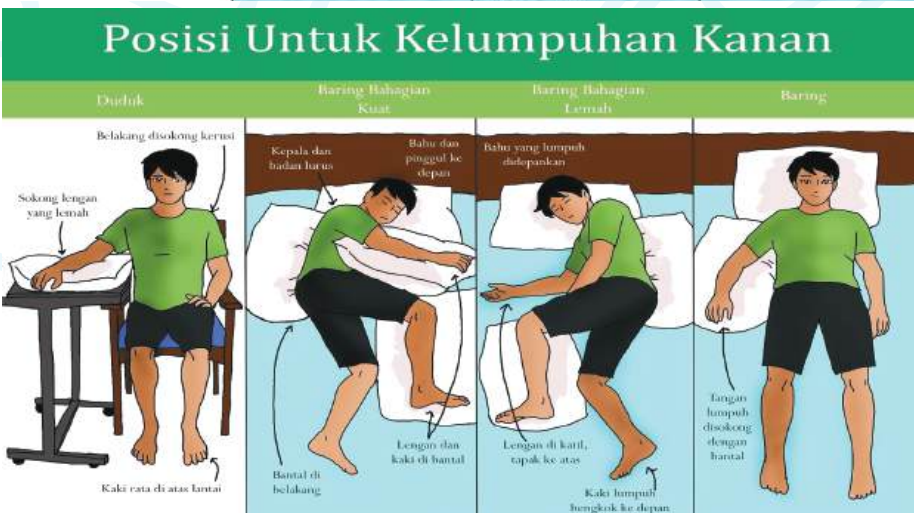 Posisi Untuk Kelumpuhan Kanan
Duduk
Baring Bahagian
Kuat
Baring Bahagian
Lemah
Baring
Belakang disokong kerusi
Sokong lengan
yang lemah
Kaki rata di atas lantai
Kepala dan
badan lurus
Bahu dan
pinggul ke
depan
Bantal di
belakang
Lengan dan
kaki di bantal
Bahu yang lumpuh
didepankan
Lengan di katil,
tapak ke atas
Kaki lumpuh
bengkok ke depan
Tangan
lumpuh
disokong
dengan
bantal